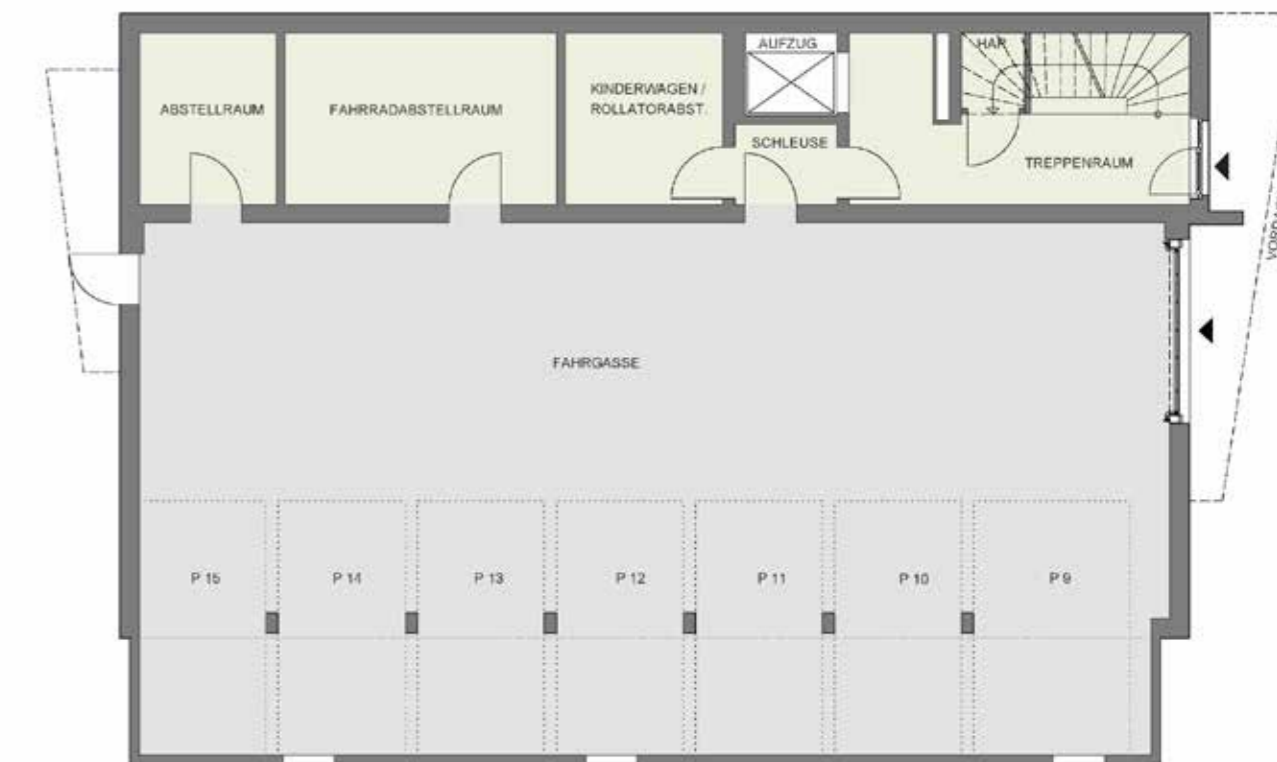 AUFZUG
HAR
ABSTELLRAUM
FAHRRADABSTELLRAUM
KINDERWAGEN /
ROLLATORABST.
SCHLEUSE
TREPPENRAUM
FAHRGASSE
P 15
P 14
P 13
P 12
P 11
P 10
P 9